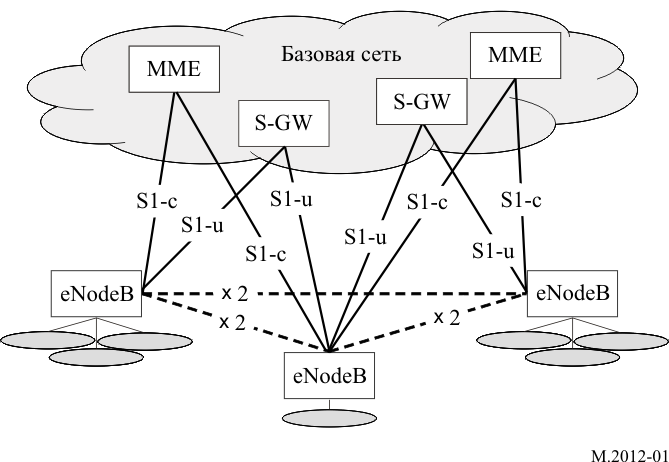 Базовая сеть
MME
MME
S-GW
S-GW
S1-c
S1-u
S1-u
S1-c
S1-u
S1-c
S1-c
S1-u
eNodeB
x 2
eNodeB
x 2
x 2
eNodeB
M.2012-01